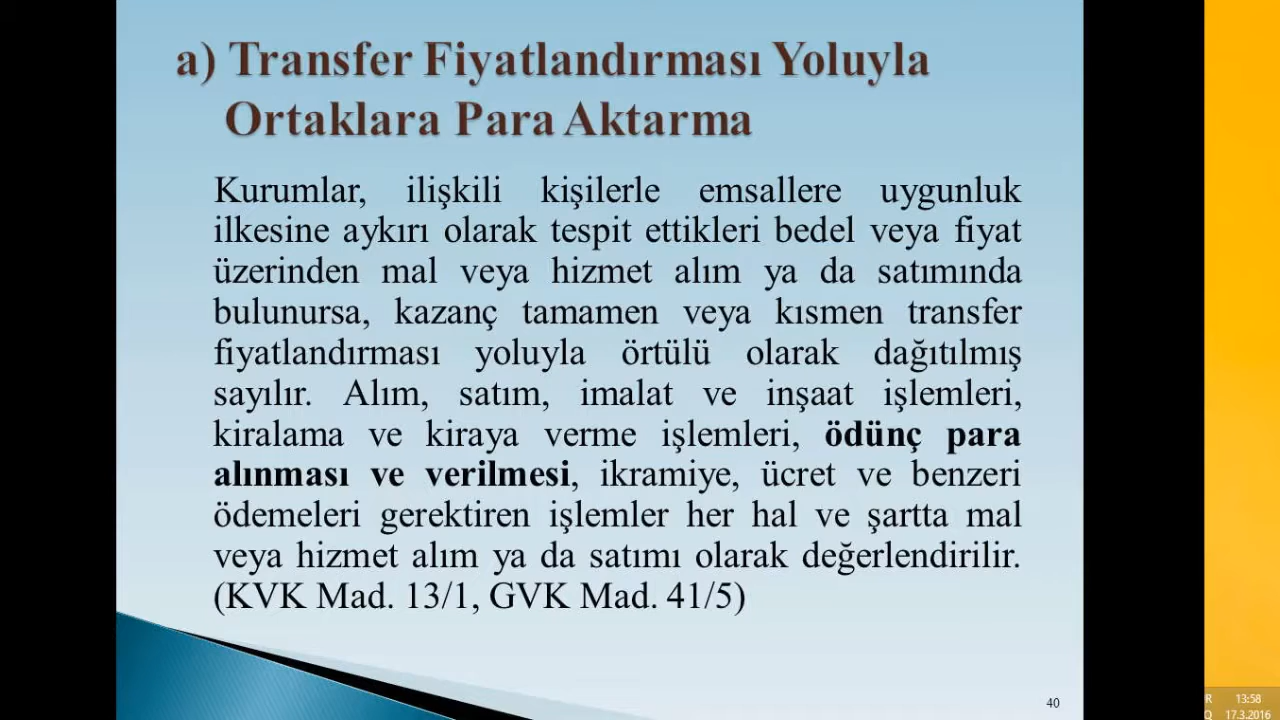 a) Transfer Fiyatlandırması Yoluyla
Ortaklara Para Aktarma
Kurumlar, ilişkili kişilerle emsallere uygunluk
ilkesine aykırı olarak tespit ettikleri bedel veya fiyat
üzerinden mal veya hizmet alım ya da satımında
bulunursa, kazanç tamamen veya kısmen transfer
fiyatlandırması yoluyla örtülü olarak dağıtılmış
sayılır. Alım, satım, imalat ve inşaat işlemleri,
kiralama ve kiraya verme işlemleri, ödünç para
alınması ve verilmesi, ikramiye, ücret ve benzeri
ödemeleri gerektiren işlemler her hal ve şartta mal
veya hizmet alım ya da satımı olarak değerlendirilir.
(KVK Mad. 13/1, GVK Mad. 41/5)
40
R 13:58
Q 17.3.2016